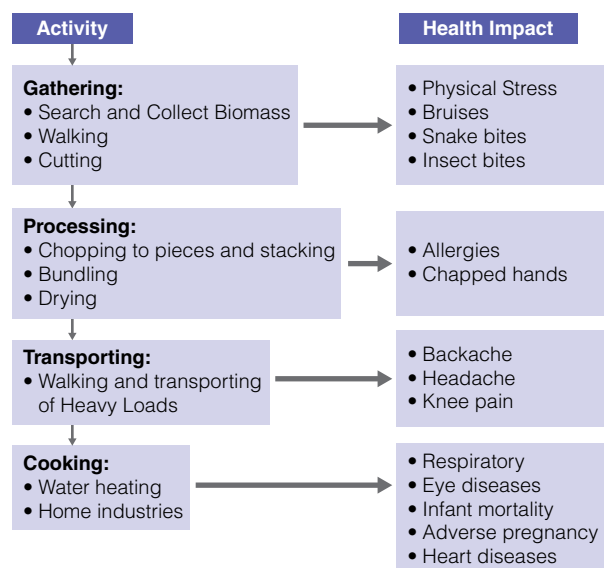 Activity
Health Impact
Gathering:
• Search and Collect Biomass
• Walking
• Cutting
• Physical Stress
• Bruises
• Snake bites
• Insect bites
Processing:
• Chopping to pieces and stacking
• Bundling
• Drying
• Allergies
• Chapped hands
Transporting:
• Walking and transporting
of Heavy Loads
• Backache
• Headache
• Knee pain
Cooking:
• Water heating
• Home industries
• Respiratory
• Eye diseases
• Infant mortality
• Adverse pregnancy
• Heart diseases